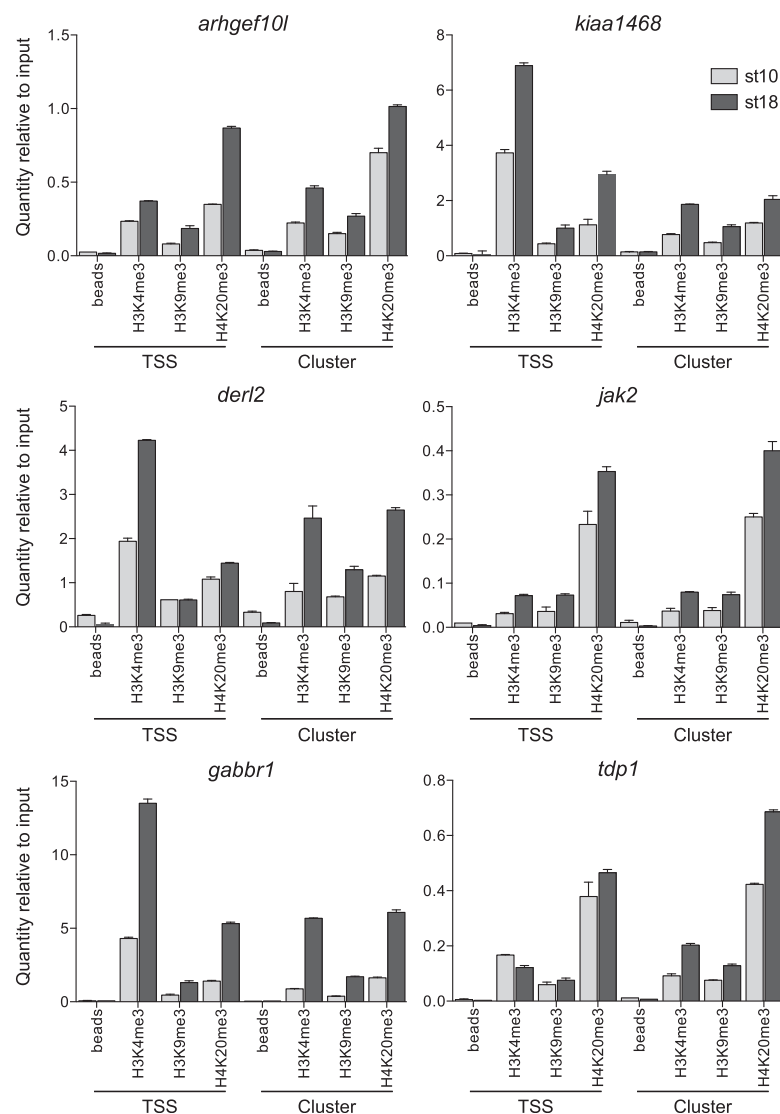 arhgef10l
Quantity relative to input
1.5
1.0
0.5
0.0
beads
H3K4me3
H3K9me3
H4K20me3
beads
H3K4me3
H3K9me3
H4K20me3
TSS
Cluster
kiaa1468
8
6
4
2
0
st10
st18
beads
H3K4me3
H3K9me3
H4K20me3
beads
H3K4me3
H3K9me3
H4K20me3
TSS
Cluster
derl2
Quantity relative to input
5
4
3
2
1
0
beads
H3K4me3
H3K9me3
H4K20me3
beads
H3K4me3
H3K9me3
H4K20me3
TSS
Cluster
jak2
0.5
0.4
0.3
0.2
0.1
0.0
beads
H3K4me3
H3K9me3
H4K20me3
beads
H3K4me3
H3K9me3
H4K20me3
TSS
Cluster
gabbr1
Quantity relative to input
15
10
5
0
beads
H3K4me3
H3K9me3
H4K20me3
beads
H3K4me3
H3K9me3
H4K20me3
TSS
Cluster
tdp1
0.8
0.6
0.4
0.2
0.0
beads
H3K4me3
H3K9me3
H4K20me3
beads
H3K4me3
H3K9me3
H4K20me3
TSS
Cluster